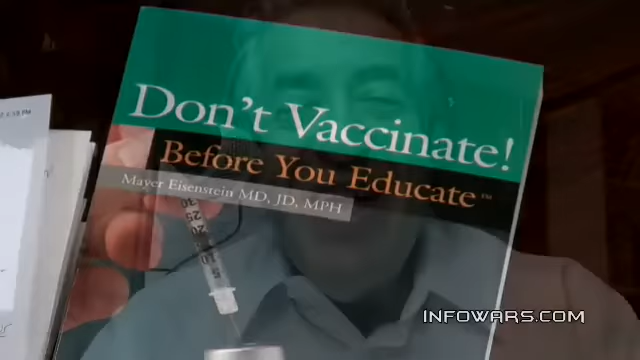 Don't Vaccinate!
Before You Educate™
Mayer Eisenstein MD, JD, MPH
INFOWARS.COM